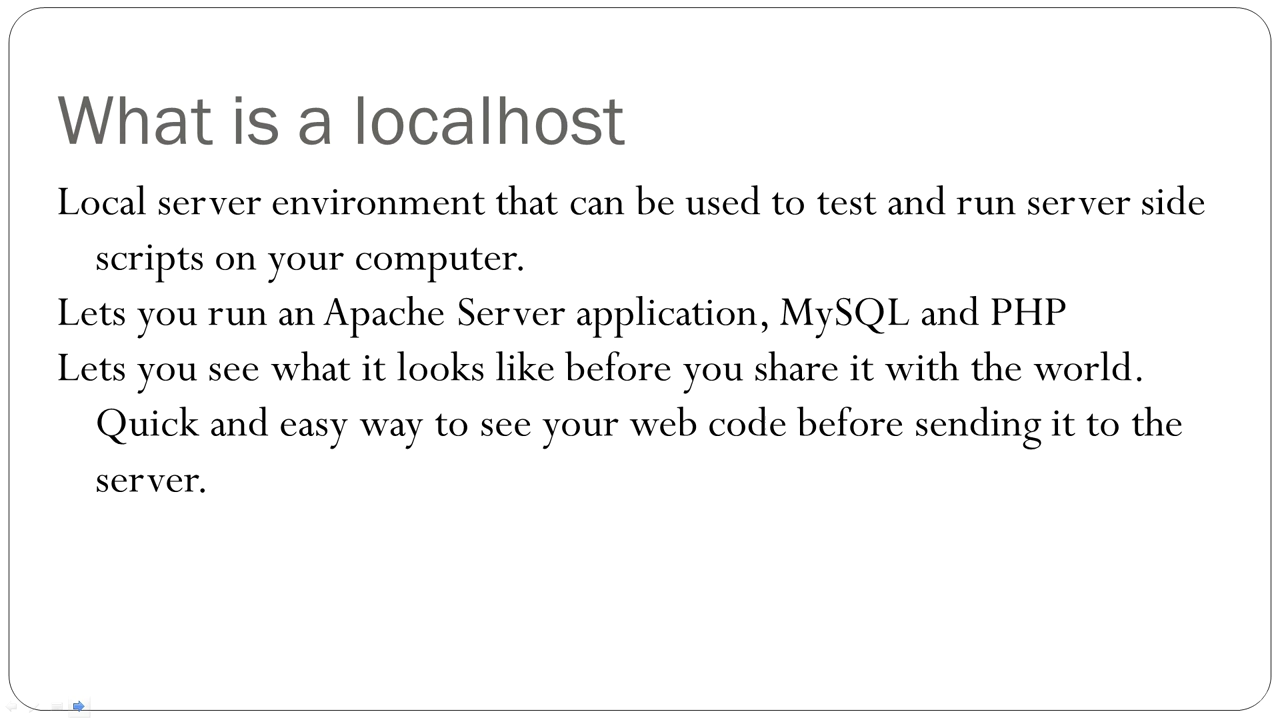 What is a localhost
Local server environment that can be used to test and run server side
scripts on your computer.
Lets you run an Apache Server application, MySQL and PHP
Lets you see what it looks like before you share it with the world.
Quick and easy way to see your web code before sending it to the
server.